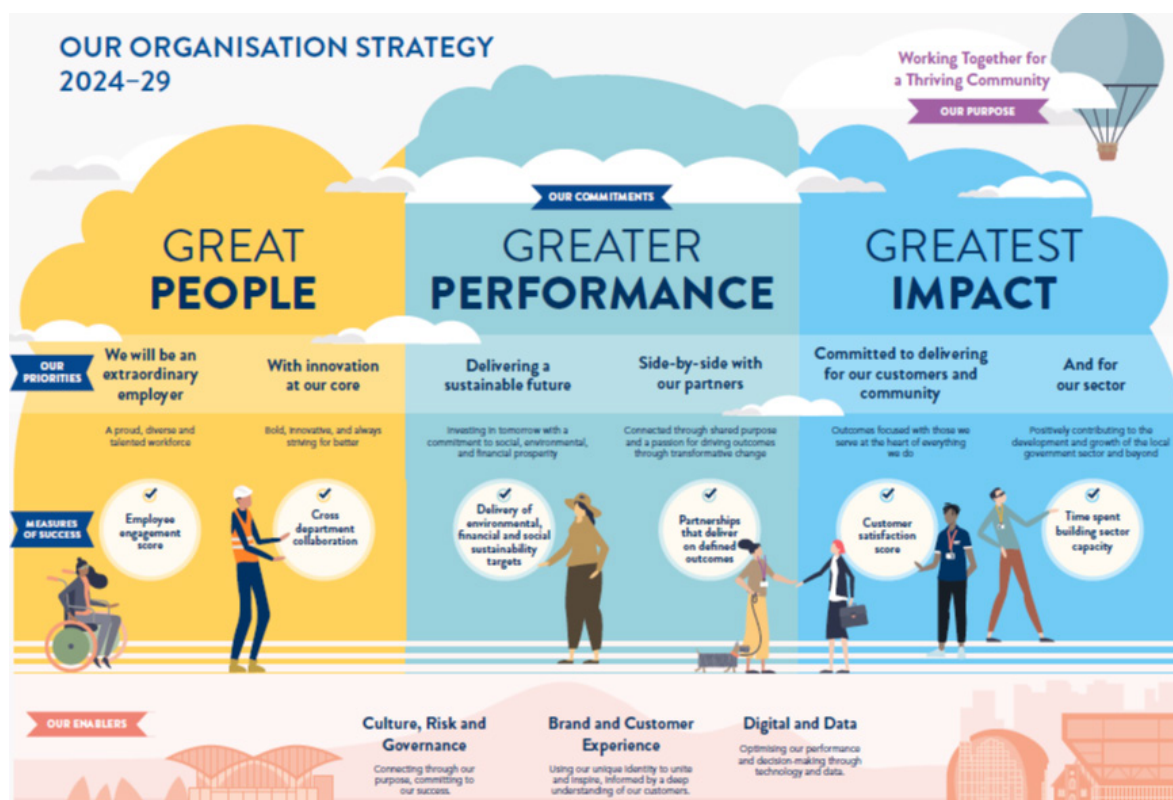 OUR ORGANISATION STRATEGY
2024–29
Working Together for
a Thriving Community
OUR PURPOSE
OUR COMMITMENTS
GREAT
PEOPLE
GREATER
PERFORMANCE
GREATEST
IMPACT
OUR
PRIORITIES
We will be an
extraordinary
employer
With innovation
at our core
Delivering a
sustainable future
Side-by-side with
our partners
Committed to delivering
for our customers and
community
And for
our sector
A proud, diverse and
talented workforce
Bold, innovative, and always
striving for better
Investing in tomorrow with a
commitment to social, environmental,
and financial prosperity
Connected through shared purpose
and a passion for driving outcomes
through transformative change
Outcomes focused with those we
serve at the heart of everything
we do
Positively contributing to the
development and growth of the local
government sector and beyond
MEASURES
OF SUCCESS
Employee
engagement
score
Cross
department
collaboration
Delivery of
environmental,
financial and social
sustainability
targets
Partnerships
that deliver
on defined
outcomes
Customer
satisfaction
score
Time spent
building sector
capacity
OUR ENABLERS
Culture, Risk and
Governance
Connecting through our
purpose, committing to
our success.
Brand and Customer
Experience
Using our unique identity to unite
and inspire, informed by a deep
understanding of our customers.
Digital and Data
Optimising our performance
and decision-making through
technology and data.